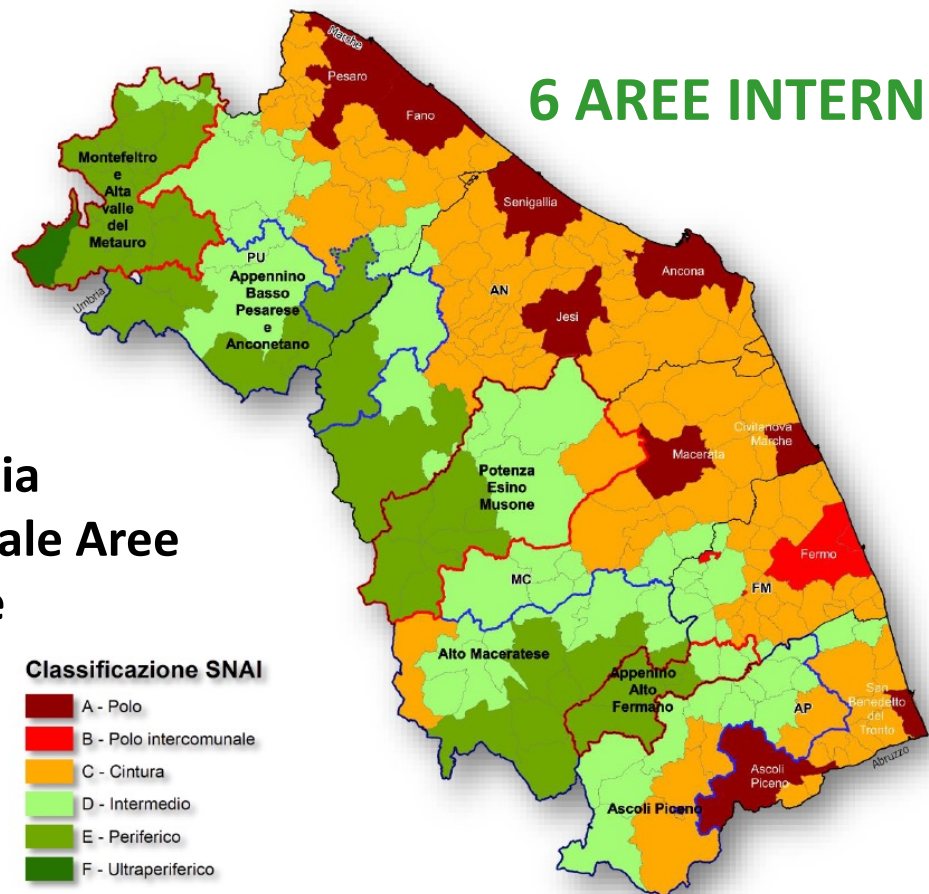 6 AREE INTERN
Marche
Pesaro
Fano
Montefeltro
e
Alta
valle
del
Metauro
Senigallia
PU
Appennino
Basso
Pesarese
e
Anconetano
Umbria
AN
Ancona
Jesi
ia
ale Aree
e
Potenza
Esino
Musone
Macerata
Civitanova
Marche
Fermo
MC
FM
Alto Maceratese
Appenino
Alto
Fermano
AP
San
Benedetto
del
Tronto
Abruzzo
Ascoli
Piceno
Ascoli Piceno
Classificazione SNAI
A - Polo
B - Polo intercomunale
C - Cintura
D - Intermedio
E - Periferico
F - Ultraperiferico